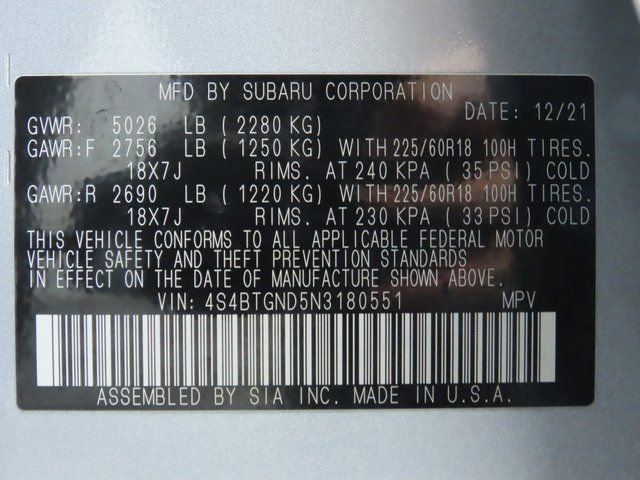 MFD BY SUBARU CORPORATION
DATE: 12/21
GVWR: 5026 LB (2280 KG)
GAWR:F 2756 LB (1250 KG) WITH 225/60R18 100H TIRES.
18X7J RIMS. AT 240 KPA (35 PSI) COLD
GAWR:R 2690 LB (1220 KG) WITH 225/60R18 100H TIRES.
18X7J RIMS. AT 230 KPA (33 PSI) COLD
THIS VEHICLE CONFORMS TO ALL APPLICABLE FEDERAL MOTOR
VEHICLE SAFETY AND THEFT PREVENTION STANDARDS
IN EFFECT ON THE DATE OF MANUFACTURE SHOWN ABOVE.
VIN: 4S4BTGND5N3180551 MPV
ASSEMBLED BY SIA INC. MADE IN U.S.A.